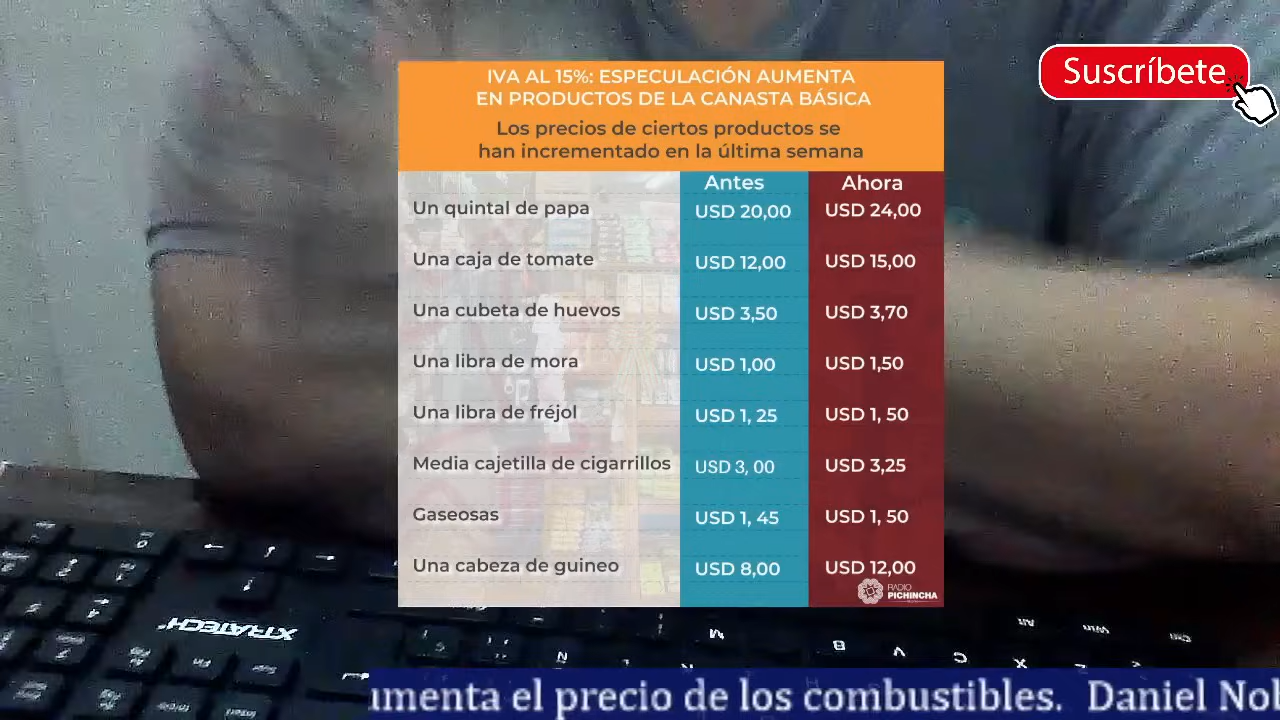 Suscríbete
IVA AL 15%: ESPECULACIÓN AUMENTA
EN PRODUCTOS DE LA CANASTA BÁSICA
Los precios de ciertos productos se
han incrementado en la última semana
Antes Ahora
Un quintal de papa USD 20,00 USD 24,00
Una caja de tomate USD 12,00 USD 15,00
Una cubeta de huevos USD 3,50 USD 3,70
Una libra de mora USD 1,00 USD 1,50
Una libra de fréjol USD 1, 25 USD 1, 50
Media cajetilla de cigarrillos USD 3, 00 USD 3,25
Gaseosas USD 1, 45 USD 1, 50
Una cabeza de guineo USD 8,00 USD 12,00
RADIO
PICHINCHA
XTRATECH
M
B V C X
N
umenta el precio de los combustibles. Daniel Nob